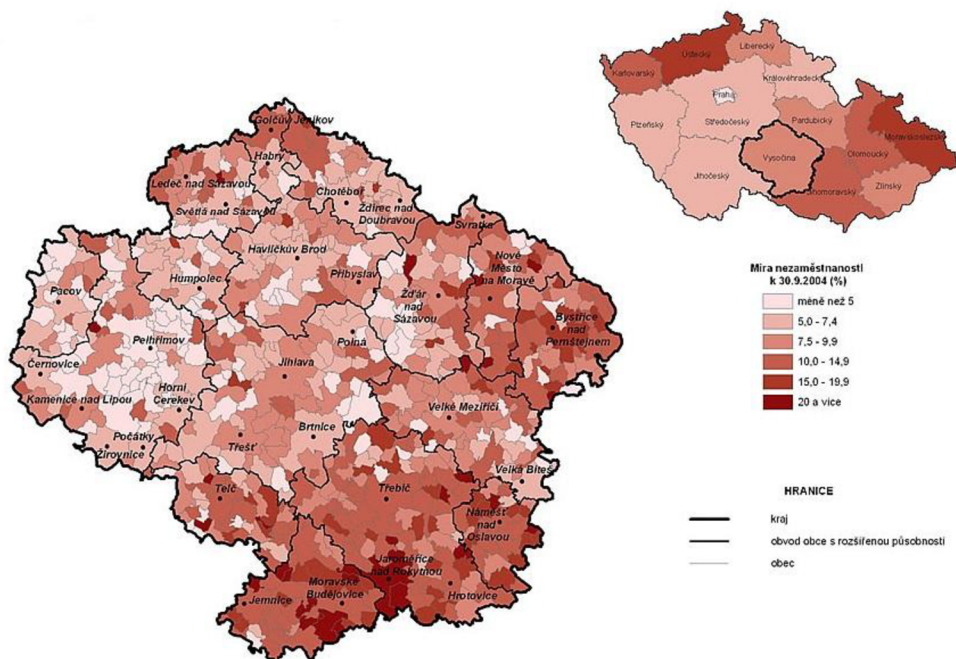 Ústecký
Liberecký
Karlovarský
Královéhradecký
Praha
Plzeňský
Středočeský
Pardubický
Moravskoslezský
Vysočina
Olomoucký
Jihočeský
Jihomoravský
Zlínský
Golčův Jeníkov
Habry
Ledeč nad Sázavou
Chotěboř
Světlá nad Sázavou
Ždírec nad
Doubravou
Svratka
Havlíčkův Brod
Nové
Město
na Moravě
Humpolec
Přibyslav
Pacov
Žďár
nad
Sázavou
Bystřice nad
Pernštejnem
Pelhřimov
Polná
Černovice
Jihlava
Horní
Cerekev
Kamenice nad Lipou
Velké Meziříčí
Počátky
Žirovnice
Třešť
Brtnice
Velká Bíteš
Telč
Třebíč
Náměšť
nad
Oslavou
Jaroměřice
nad Rokytnou
Moravské
Budějovice
Jemnice
Hrotovice
Míra nezaměstnanosti
k 30.9.2004 (%)
méně než 5
5,0 - 7,4
7,5 - 9,9
10,0 - 14,9
15,0 - 19,9
20 a více
HRANICE
kraj
obvod obce s rozšířenou působností
obec